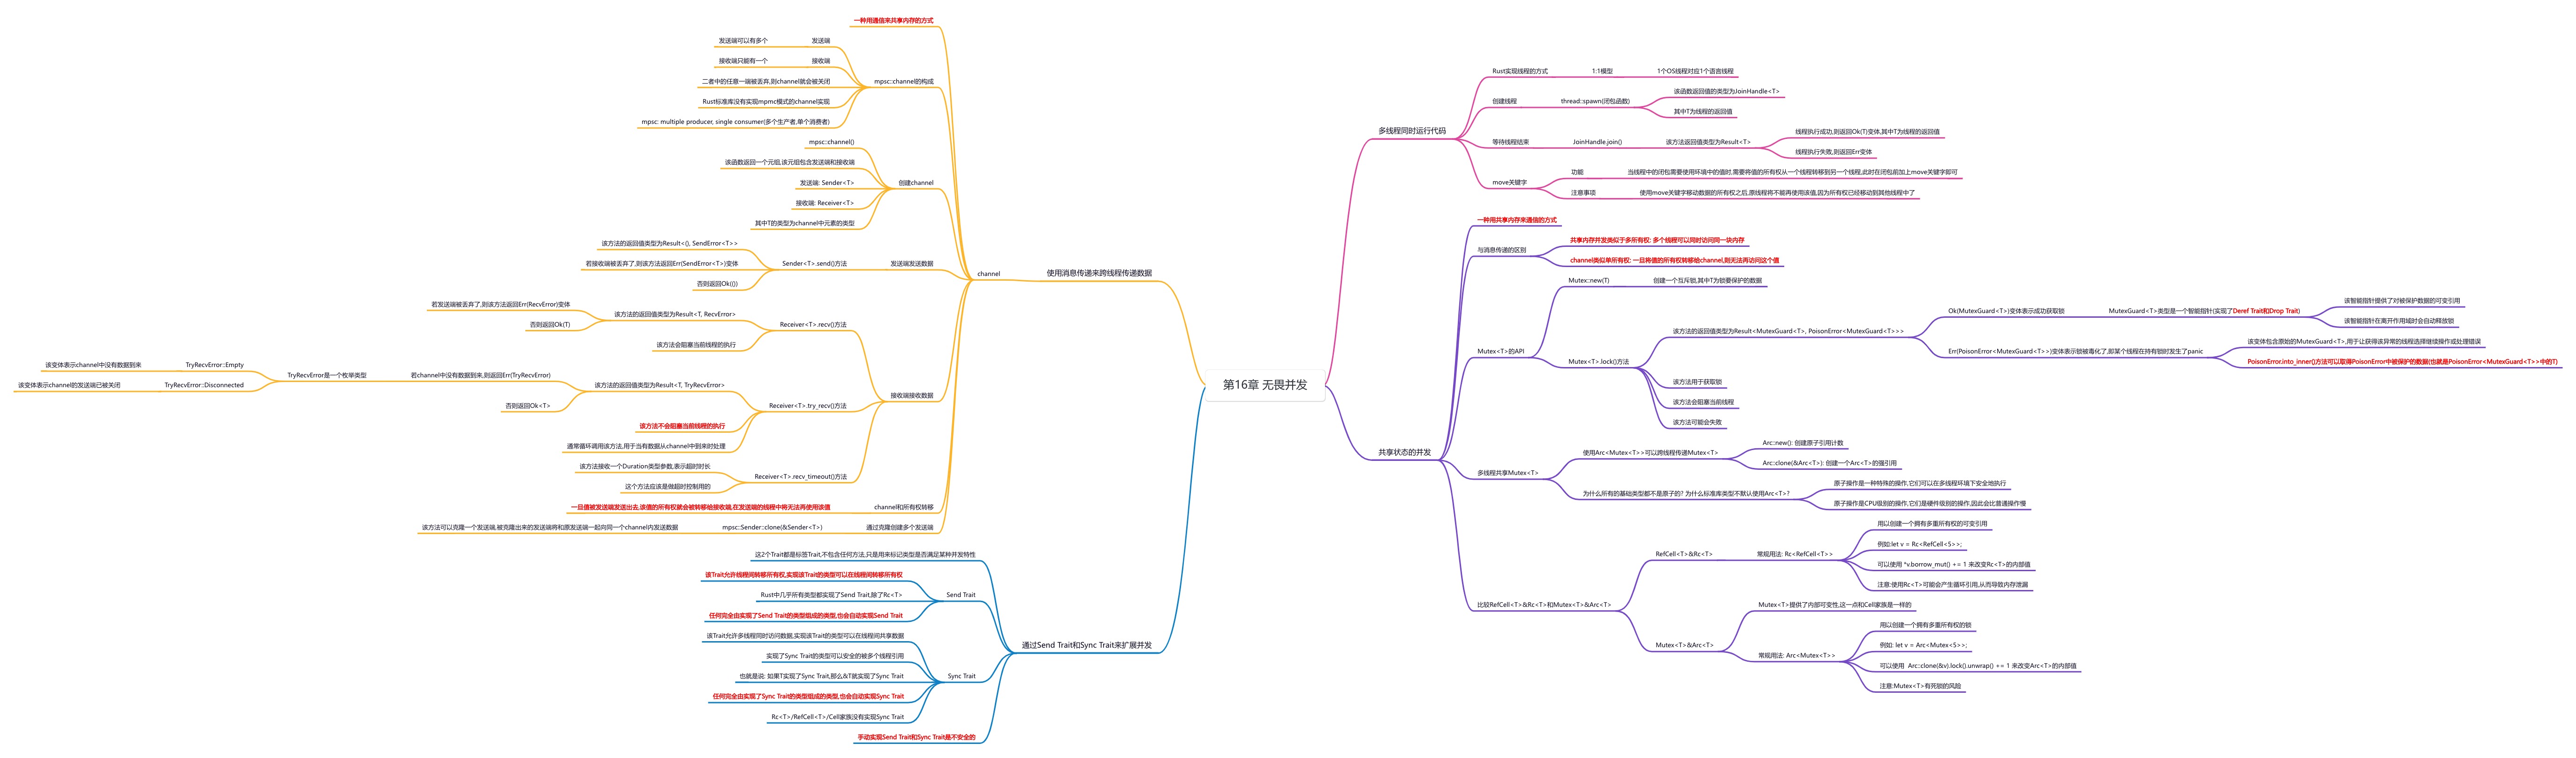 第16章 无畏并发
多线程同时运行代码
Rust实现线程的方式
1:1模型
1个OS线程对应1个语言线程
创建线程
thread::spawn(闭包函数)
该函数返回值的类型为JoinHandle<T>
其中T为线程的返回值
等待线程结束
JoinHandle.join()
该方法返回值类型为Result<T>
线程执行成功,则返回Ok(T)变体,其中T为线程的返回值
线程执行失败,则返回Err变体
move关键字
功能
当线程中的闭包需要使用环境中的值时,需要将值的所有权从一个线程转移到另一个线程,此时在闭包前加上move关键字即可
注意事项
使用move关键字移动数据的所有权之后,原线程将不能再使用该值,因为所有权已经移动到其他线程中了
共享状态的并发
一种用共享内存来通信的方式
与消息传递的区别
共享内存并发类似于多所有权: 多个线程可以同时访问同一块内存
channel类似单所有权: 一旦将值的所有权转移给channel,则无法再访问这个值
Mutex<T>的API
Mutex::new(T)
创建一个互斥锁,其中T为锁要保护的数据
Mutex<T>.lock()方法
该方法的返回值类型为Result<MutexGuard<T>, PoisonError<MutexGuard<T>>>
Ok(MutexGuard<T>)变体表示成功获取锁
MutexGuard<T>类型是一个智能指针(实现了Deref Trait和Drop Trait)
该智能指针提供了对被保护数据的可变引用
该智能指针在离开作用域时会自动释放锁
Err(PoisonError<MutexGuard<T>>)变体表示锁被毒化了,即某个线程在持有锁时发生了panic
该变体包含原始的MutexGuard<T>,用于让获得该异常的线程选择继续操作或处理错误
PoisonError.into_inner()方法可以取得PoisonError中被保护的数据(也就是PoisonError<MutexGuard<T>>中的T)
该方法用于获取锁
该方法会阻塞当前线程
该方法可能会失败
多线程共享Mutex<T>
使用Arc<Mutex<T>>可以跨线程传递Mutex<T>
Arc::new(): 创建原子引用计数
Arc::clone(&Arc<T>): 创建一个Arc<T>的强引用
为什么所有的基础类型都不是原子的? 为什么标准库类型不默认使用Arc<T>?
原子操作是一种特殊的操作,它们可以在多线程环境下安全地执行
原子操作是CPU级别的操作,它们是硬件级别的操作,因此会比普通操作慢
比较RefCell<T>&Rc<T>和Mutex<T>&Arc<T>
RefCell<T>&Rc<T>
常规用法: Rc<RefCell<T>>
用以创建一个拥有多重所有权的可变引用
例如:let v = Rc<RefCell<5>>;
可以使用 *v.borrow_mut() += 1 来改变Rc<T>的内部值
注意:使用Rc<T>可能会产生循环引用,从而导致内存泄漏
Mutex<T>&Arc<T>
Mutex<T>提供了内部可变性,这一点和Cell家族是一样的
常规用法: Arc<Mutex<T>>
用以创建一个拥有多重所有权的锁
例如: let v = Arc<Mutex<5>>;
可以使用 Arc::clone(&v).lock().unwrap() += 1 来改变Arc<T>的内部值
注意:Mutex<T>有死锁的风险
使用消息传递来跨线程传递数据
channel
一种用通信来共享内存的方式
mpsc::channel的构成
发送端
发送端可以有多个
接收端
接收端只能有一个
二者中的任意一端被丢弃,则channel就会被关闭
Rust标准库没有实现mpmc模式的channel实现
mpsc: multiple producer, single consumer(多个生产者,单个消费者)
创建channel
mpsc::channel()
该函数返回一个元组,该元组包含发送端和接收端
发送端: Sender<T>
接收端: Receiver<T>
其中T的类型为channel中元素的类型
发送端发送数据
Sender<T>.send()方法
该方法的返回值类型为Result<(), SendError<T>>
若接收端被丢弃了,则该方法返回Err(SendError<T>)变体
否则返回Ok(())
接收端接收数据
Receiver<T>.recv()方法
该方法的返回值类型为Result<T, RecvError>
若发送端被丢弃了,则该方法返回Err(RecvError)变体
否则返回Ok(T)
该方法会阻塞当前线程的执行
Receiver<T>.try_recv()方法
该方法的返回值类型为Result<T, TryRecvError>
若channel中没有数据到来,则返回Err(TryRecvError)
TryRecvError是一个枚举类型
TryRecvError::Empty
该变体表示channel中没有数据到来
TryRecvError::Disconnected
该变体表示channel的发送端已被关闭
否则返回Ok<T>
该方法不会阻塞当前线程的执行
通常循环调用该方法,用于当有数据从channel中到来时处理
Receiver<T>.recv_timeout()方法
该方法接收一个Duration类型参数,表示超时时长
这个方法应该是做超时控制用的
channel和所有权转移
一旦值被发送端发送出去,该值的所有权就会被转移给接收端,在发送端的线程中将无法再使用该值
通过克隆创建多个发送端
mpsc::Sender::clone(&Sender<T>)
该方法可以克隆一个发送端,被克隆出来的发送端将和原发送端一起向同一个channel内发送数据
通过Send Trait和Sync Trait来扩展并发
这2个Trait都是标签Trait,不包含任何方法,只是用来标记类型是否满足某种并发特性
Send Trait
该Trait允许线程间转移所有权,实现该Trait的类型可以在线程间转移所有权
Rust中几乎所有类型都实现了Send Trait,除了Rc<T>
任何完全由实现了Send Trait的类型组成的类型,也会自动实现Send Trait
Sync Trait
该Trait允许多线程同时访问数据,实现该Trait的类型可以在线程间共享数据
实现了Sync Trait的类型可以安全的被多个线程引用
也就是说: 如果T实现了Sync Trait,那么&T就实现了Sync Trait
任何完全由实现了Sync Trait的类型组成的类型,也会自动实现Sync Trait
Rc<T>/RefCell<T>/Cell家族没有实现Sync Trait
手动实现Send Trait和Sync Trait是不安全的